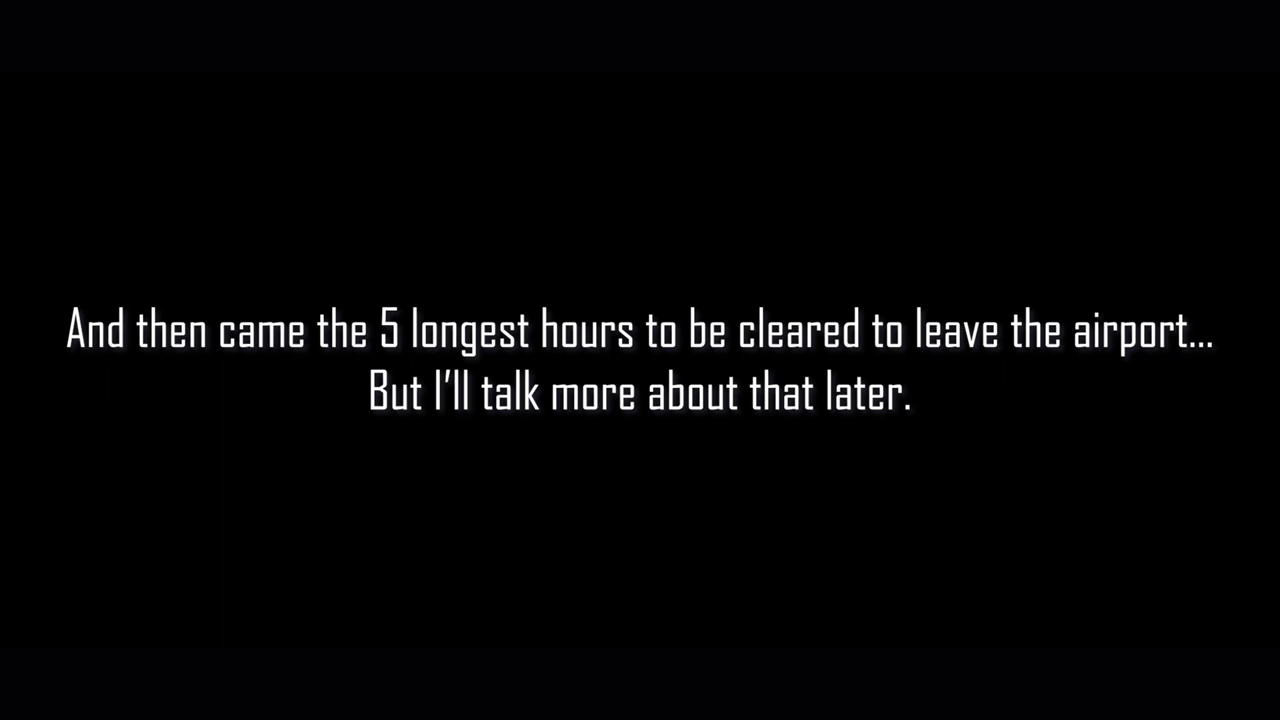 And then came the 5 longest hours to be cleared to leave the airport...
But I'll talk more about that later.